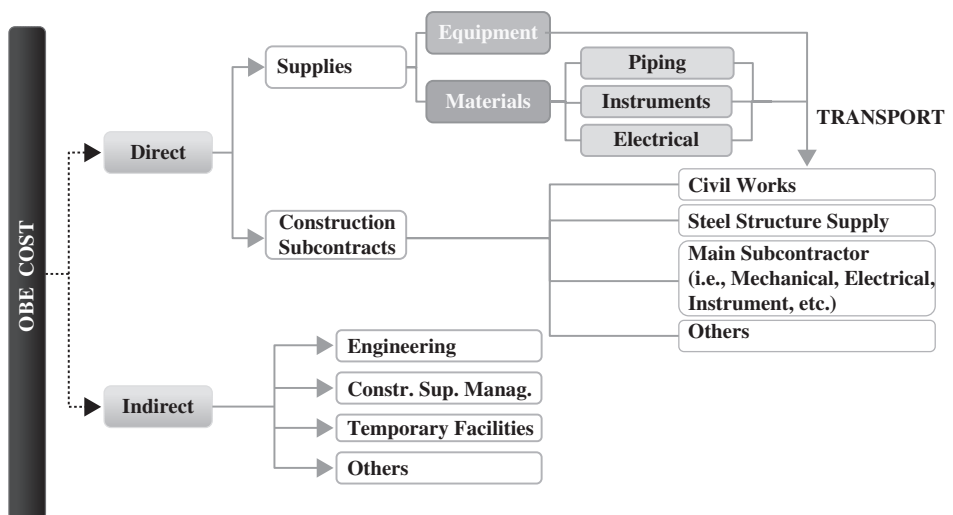 OBE COST
Direct
Supplies
Equipment
Materials
Piping
Instruments
Electrical
TRANSPORT
Construction
Subcontracts
Civil Works
Steel Structure Supply
Main Subcontractor
(i.e., Mechanical, Electrical,
Instrument, etc.)
Others
Indirect
Engineering
Constr. Sup. Manag.
Temporary Facilities
Others